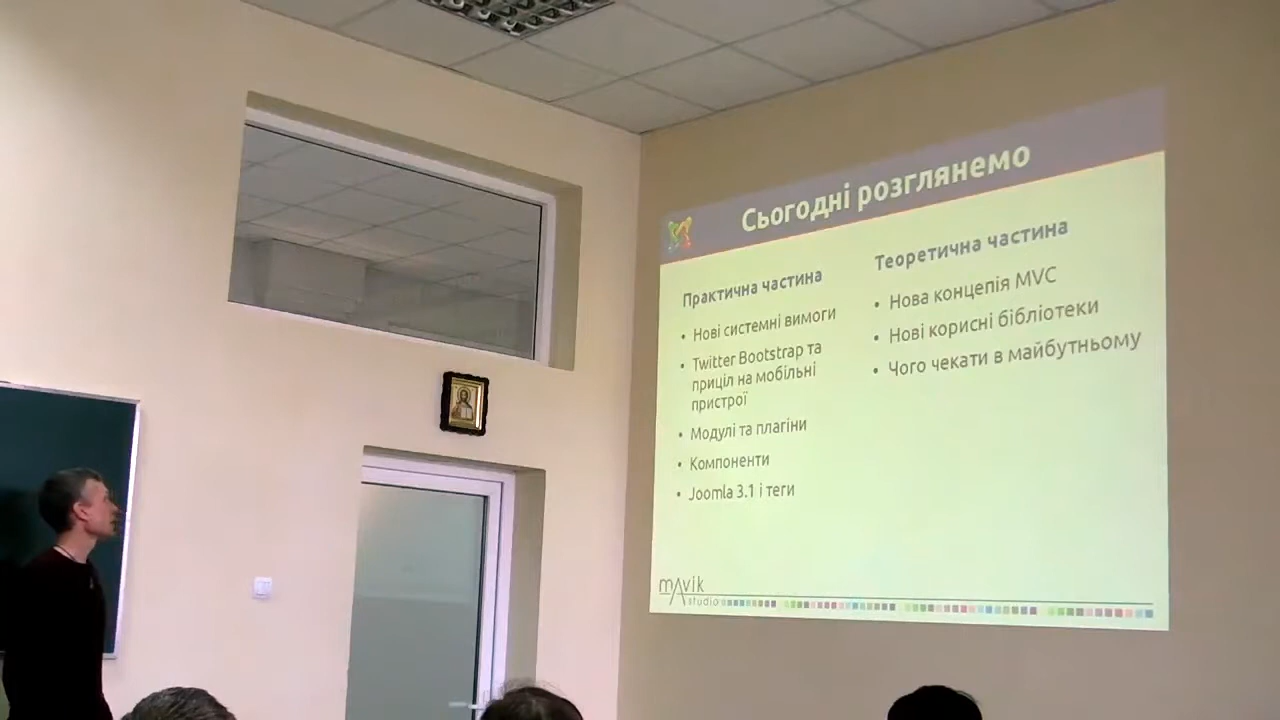 Сьогодні розглянемо
Практична частина
• Нові системні вимоги
• Twitter Bootstrap та
приціл на мобільні
пристрої
• Модулі та плагіни
• Компоненти
• Joomla 3.1 і теги
Теоретична частина
• Нова концепія MVC
• Нові корисні бібліотеки
• Чого чекати в майбутньому
mAvik
studio